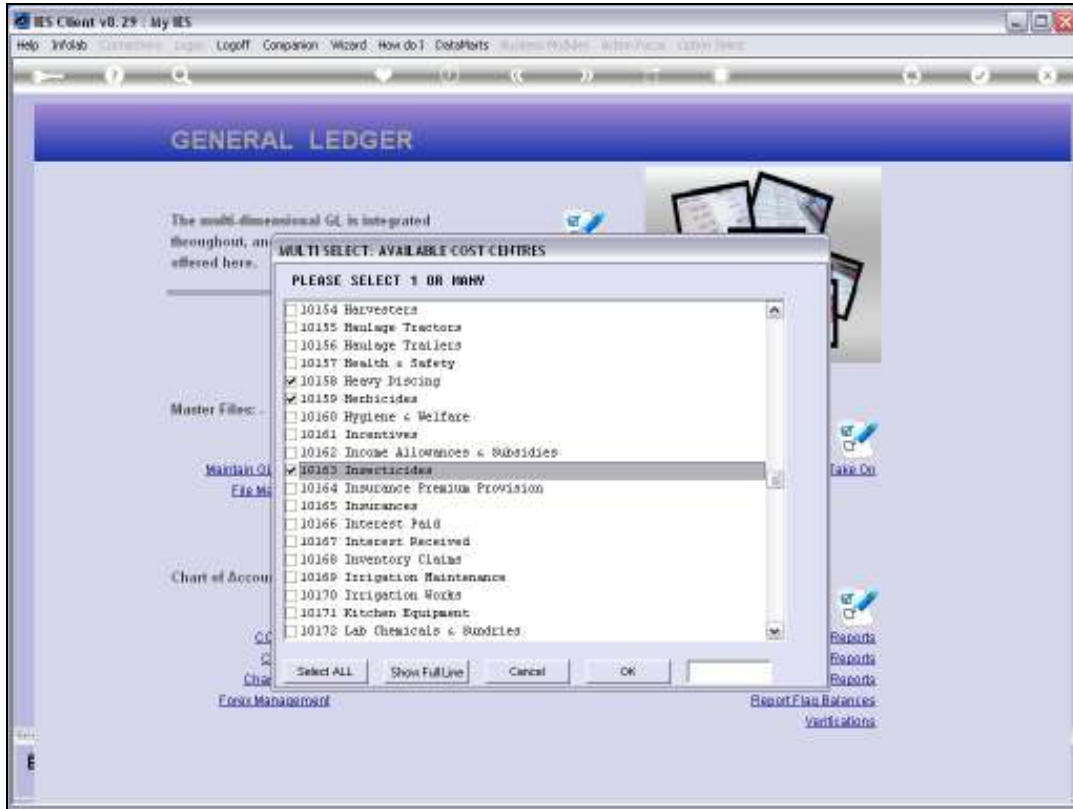 IES Client v8.29 : My IES
Help Infolab Logoff Companion Wizard How do I DataMarts
GENERAL LEDGER
The multi-dimensional GL is integrated
throughout, an
offered here.
MULTI SELECT: AVAILABLE COST CENTRES
PLEASE SELECT 1 OR MANY
10154 Harvesters
10155 Haulage Tractors
10156 Haulage Trailers
10157 Health & Safety
10158 Heavy Discing
10159 Herbicides
10160 Hygiene & Welfare
10161 Incentives
10162 Income Allowances & Subsidies
10163 Insecticides
10164 Insurance Premium Provision
10165 Insurances
10166 Interest Paid
10167 Interest Received
10168 Inventory Claims
10169 Irrigation Maintenance
10170 Irrigation Works
10171 Kitchen Equipment
10172 Lab Chemicals & Sundries
Select ALL Show Full Line Cancel OK
Master Files: .
Maintain Gl
File Ma
Take On
Chart of Accou
CC
C
Cha
Forex Management
Reports
Reports
Reports
Report Flag Balances
Verifications